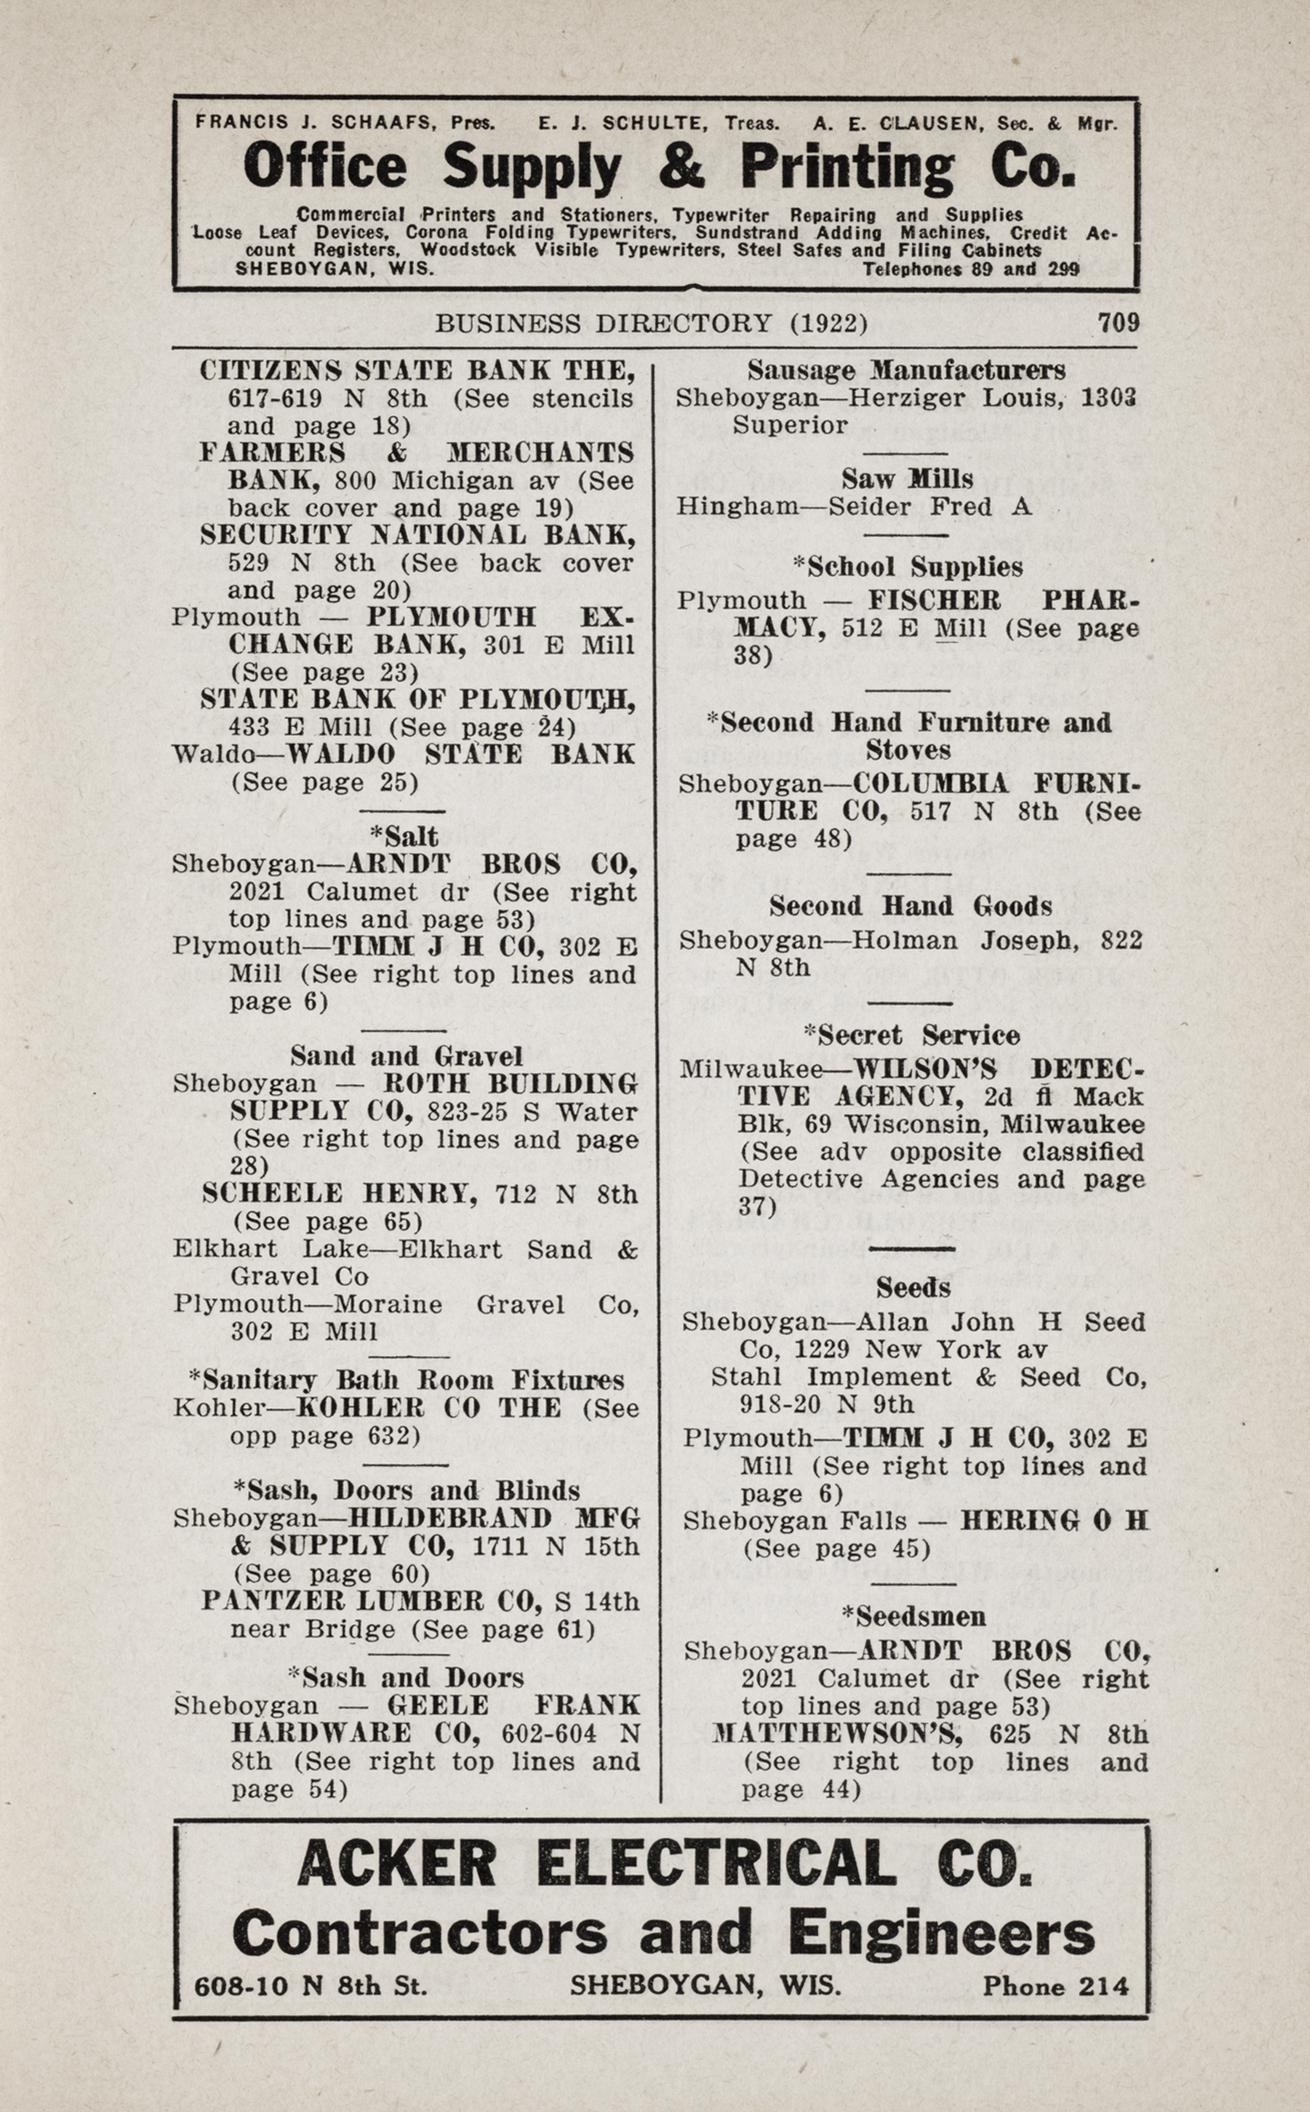 FRANCIS J. SCHAAFS, Pres. E. J. SCHULTE, Treas. A. E. CLAUSEN, Sec. & Mgr.
Office Supply & Printing Co.
Commercial Printers and Stationers, Typewriter Repairing and Supplies
Loose Leaf Devices, Corona Folding Typewriters, Sundstrand Adding Machines, Credit Ac-
count Registers, Woodstock Visible Typewriters, Steel Safes and Filing Cabinets
SHEBOYGAN, WIS. Telephones 89 and 299
BUSINESS DIRECTORY (1922) 709
CITIZENS STATE BANK THE,
617-619 N 8th (See stencils
and page 18)
FARMERS & MERCHANTS
BANK, 800 Michigan av (See
back cover and page 19)
SECURITY NATIONAL BANK,
529 N 8th (See back cover
and page 20)
Plymouth — PLYMOUTH EX-
CHANGE BANK, 301 E Mill
(See page 23)
STATE BANK OF PLYMOUTH,
433 E Mill (See page 24)
Waldo—WALDO STATE BANK
(See page 25)
*Salt
Sheboygan—ARNDT BROS CO,
2021 Calumet dr (See right
top lines and page 53)
Plymouth—TIMM J H CO, 302 E
Mill (See right top lines and
page 6)
Sand and Gravel
Sheboygan — ROTH BUILDING
SUPPLY CO, 823-25 S Water
(See right top lines and page
28)
SCHEELE HENRY, 712 N 8th
(See page 65)
Elkhart Lake—Elkhart Sand &
Gravel Co
Plymouth—Moraine Gravel Co,
302 E Mill
*Sanitary Bath Room Fixtures
Kohler—KOHLER CO THE (See
opp page 632)
*Sash, Doors and Blinds
Sheboygan—HILDEBRAND MFG
& SUPPLY CO, 1711 N 15th
(See page 60)
PANTZER LUMBER CO, S 14th
near Bridge (See page 61)
*Sash and Doors
Sheboygan — GEELE FRANK
HARDWARE CO, 602-604 N
8th (See right top lines and
page 54)
Sausage Manufacturers
Sheboygan—Herziger Louis, 1303
Superior
Saw Mills
Hingham—Seider Fred A
*School Supplies
Plymouth — FISCHER PHAR-
MACY, 512 E Mill (See page
38)
*Second Hand Furniture and
Stoves
Sheboygan—COLUMBIA FURNI-
TURE CO, 517 N 8th (See
page 48)
Second Hand Goods
Sheboygan—Holman Joseph, 822
N 8th
*Secret Service
Milwaukee—WILSON'S DETEC-
TIVE AGENCY, 2d fl Mack
Blk, 69 Wisconsin, Milwaukee
(See adv opposite classified
Detective Agencies and page
37)
Seeds
Sheboygan—Allan John H Seed
Co, 1229 New York av
Stahl Implement & Seed Co,
918-20 N 9th
Plymouth—TIMM J H CO, 302 E
Mill (See right top lines and
page 6)
Sheboygan Falls — HERING O H
(See page 45)
*Seedsmen
Sheboygan—ARNDT BROS CO,
2021 Calumet dr (See right
top lines and page 53)
MATTHEWSON'S, 625 N 8th
(See right top lines and
page 44)
ACKER ELECTRICAL CO.
Contractors and Engineers
608-10 N 8th St. SHEBOYGAN, WIS. Phone 214